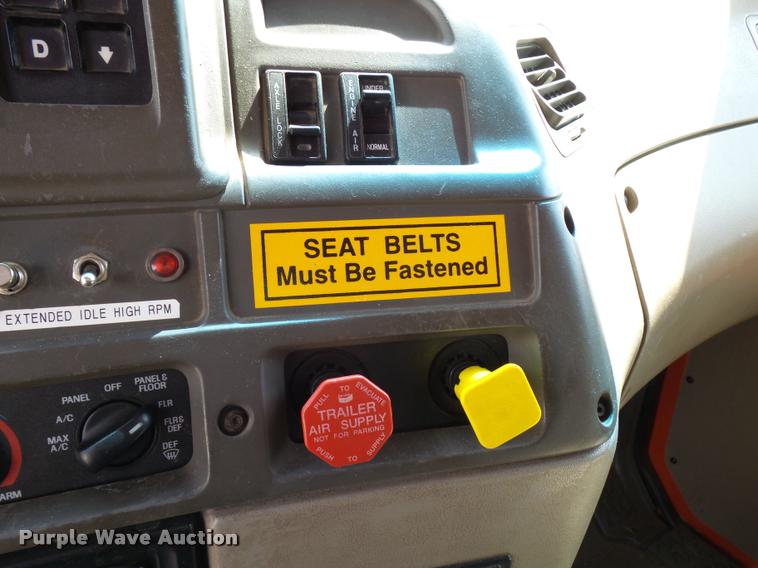 D
AXLE LOCK
ENGINE AIR
UNDER
NORMAL
SEAT BELTS
Must Be Fastened
EXTENDED IDLE HIGH RPM
PANEL
OFF
PANEL &
FLOOR
A/C
FLR
MAX
A/C
FLR &
DEF
DEF
ARM
PULL TO EVACUATE
TRAILER
AIR SUPPLY
NOT FOR PARKING
PUSH TO SUPPLY
Purple Wave Auction